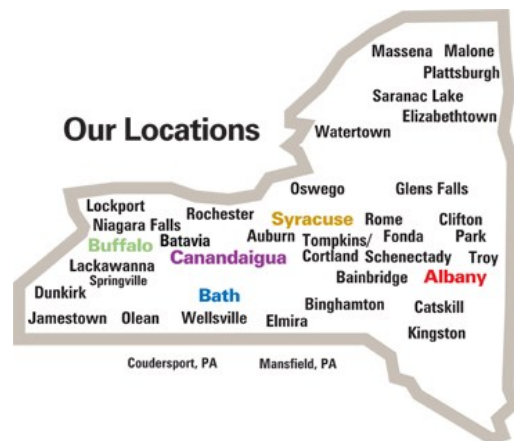 Massena Malone
Plattsburgh
Saranac Lake
Elizabethtown
Our Locations
Watertown
Oswego Glens Falls
Lockport
Rochester Syracuse Rome Clifton
Niagara Falls
Buffalo Batavia Auburn Tompkins/ Fonda Park
Canandaigua Cortland Schenectady Troy
Lackawanna
Springville Bainbridge Albany
Dunkirk Bath
Binghamton Catskill
Jamestown Olean Wellsville Elmira
Kingston
Coudersport, PA Mansfield, PA